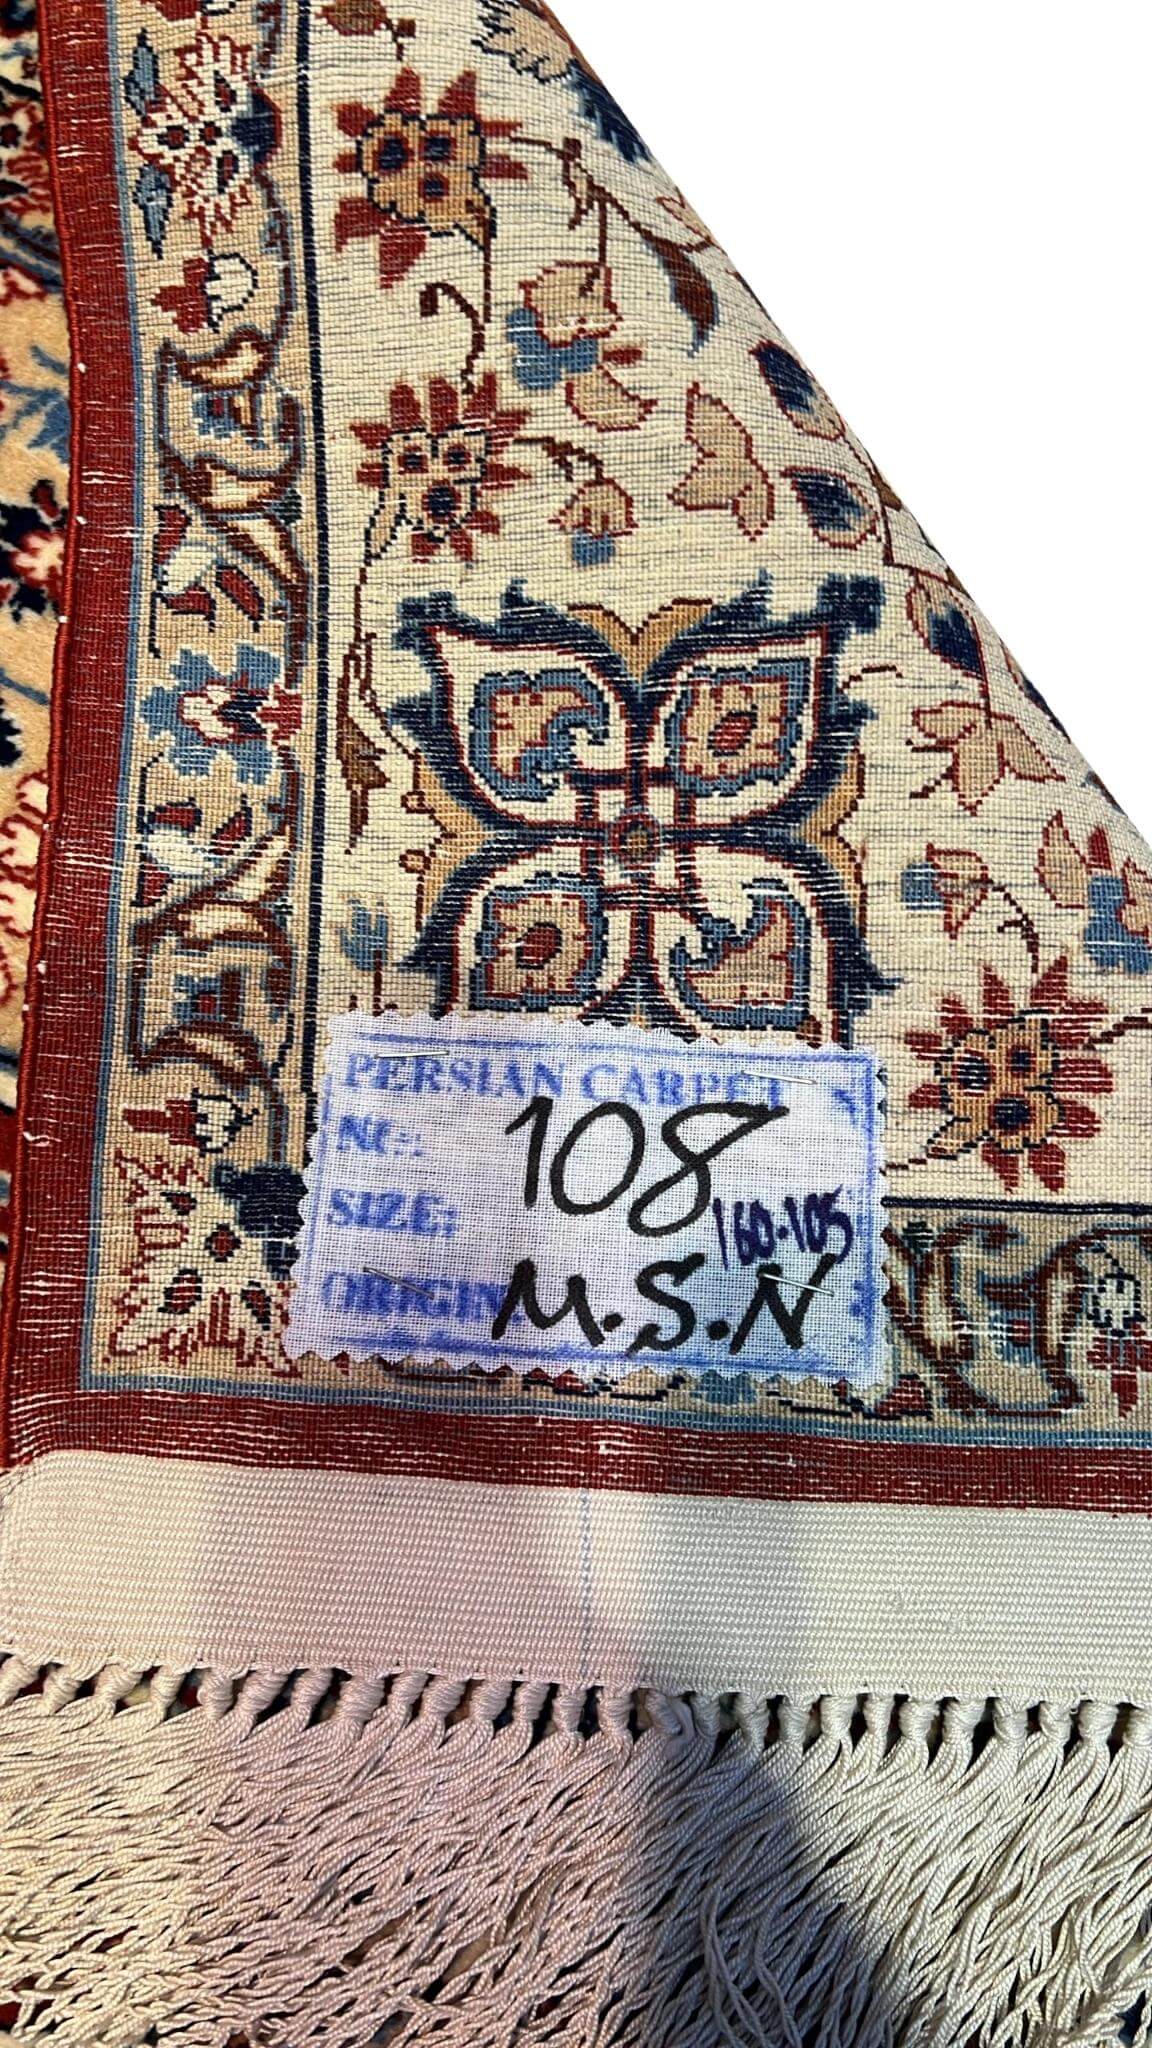 PERSIAN CARPET
NO: 108
SIZE: 160.105
ORIGIN M.S.N